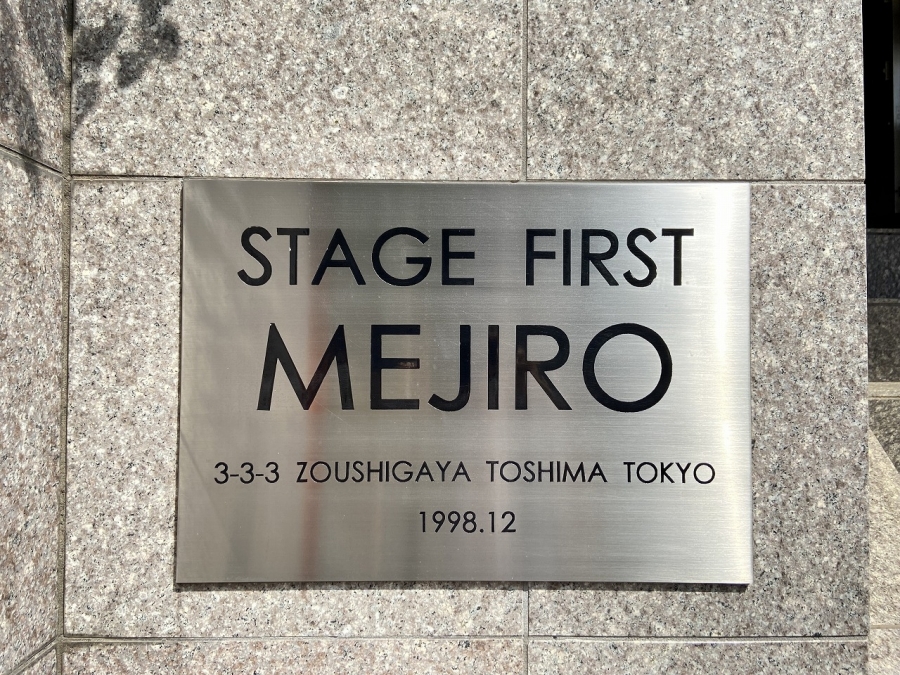 STAGE FIRST
MEJIRO
3-3-3 ZOUSHIGAYA TOSHIMA TOKYO
1998.12